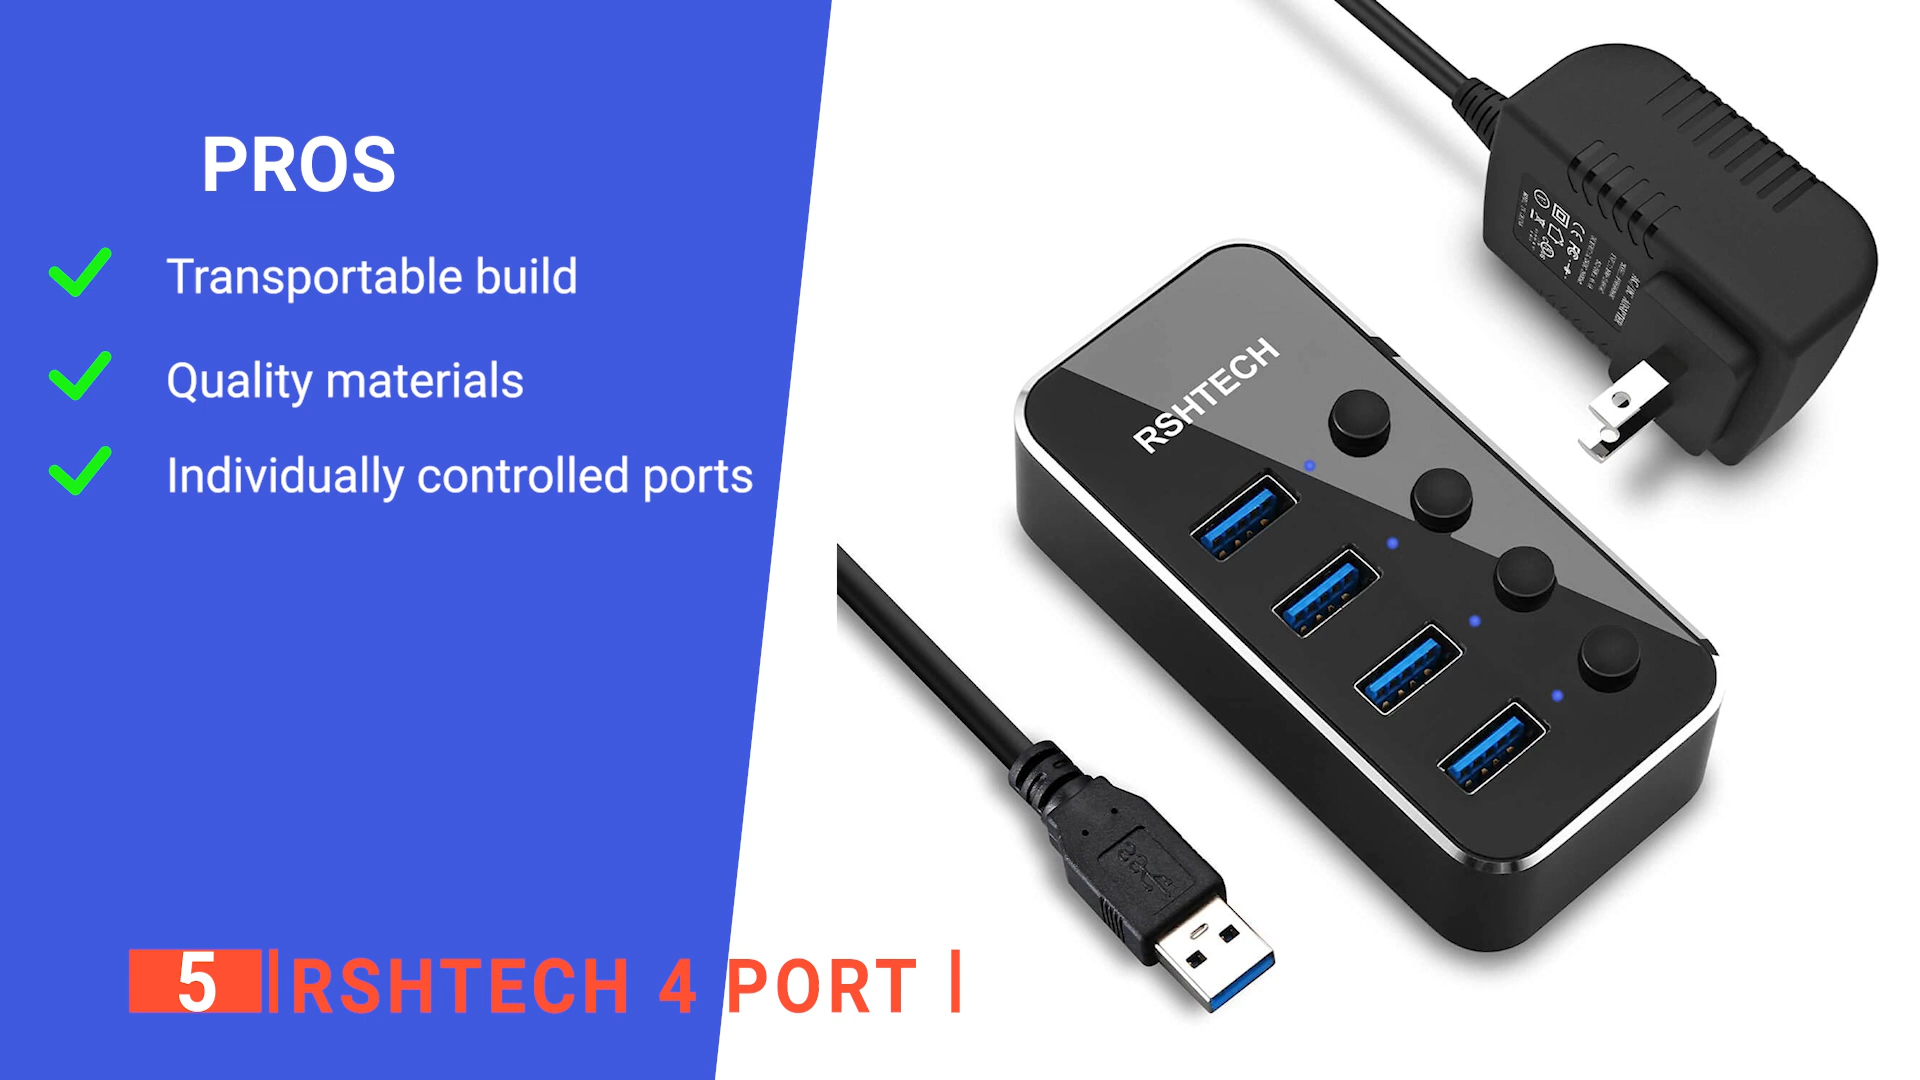 PROS
Transportable build
Quality materials
Individually controlled ports
RSHTECH
5
RSHTECH 4 PORT